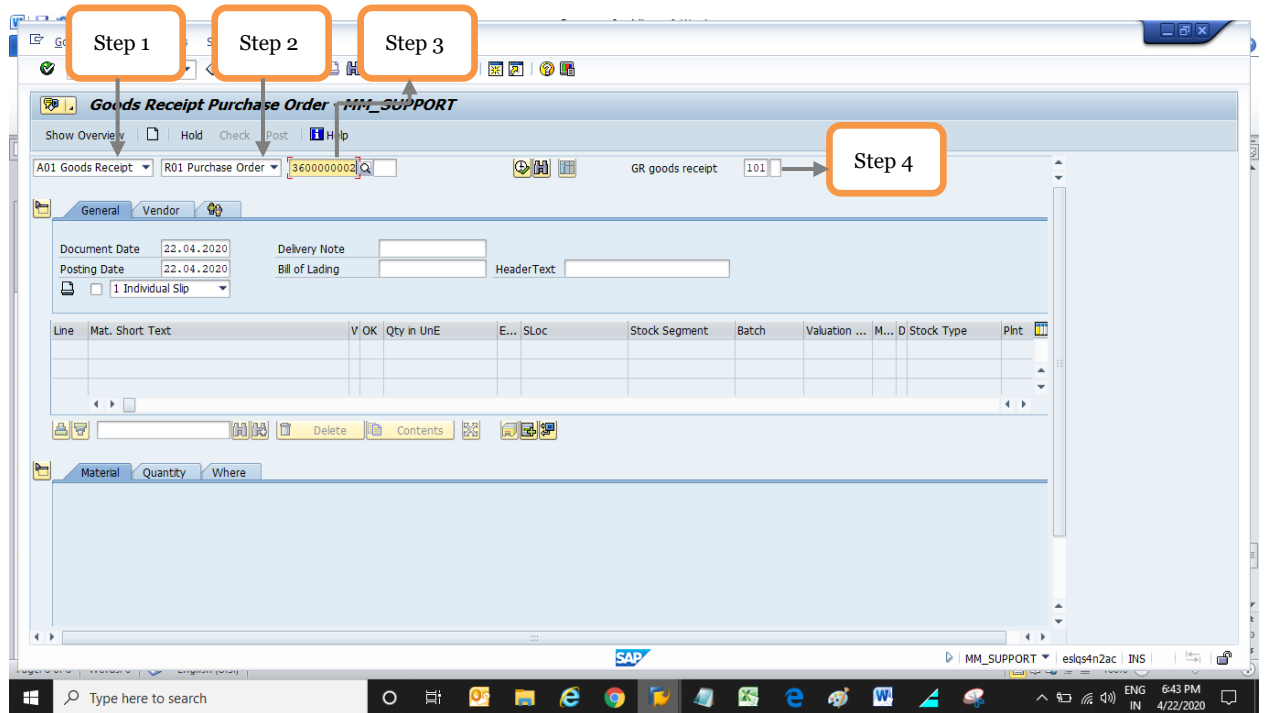 Step 1
Step 2
Step 3
Goods Receipt Purchase Order - MM_SUPPORT
Show Overview Hold Check Post Help
A01 Goods Receipt R01 Purchase Order 3600000002 GR goods receipt 101 Step 4
General Vendor
Document Date 22.04.2020 Delivery Note
Posting Date 22.04.2020 Bill of Lading HeaderText
1 Individual Slip
Line Mat. Short Text V OK Qty in UnE E... SLoc Stock Segment Batch Valuation ... M... D Stock Type Plnt
Delete Contents
Material Quantity Where
SAP MM_SUPPORT eslqs4n2ac INS
Type here to search ENG 6:43 PM
IN 4/22/2020